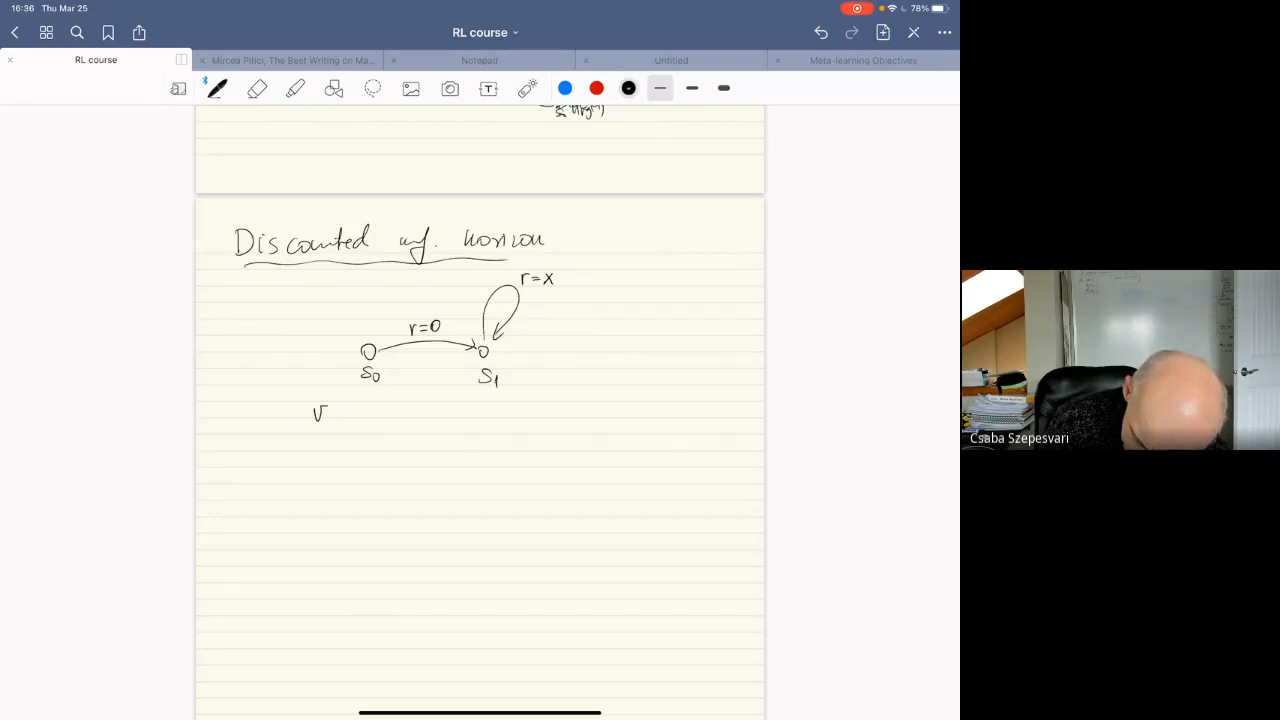 16:36 Thu Mar 25
78%
RL course
RL course
Mircea Pitici, The Best Writing on Ma...
Notepad
Untitled
Meta-learning Objectives
Discounted inf. horizon
r=x
r=0
S0
S1
v
Csaba Szepesvari